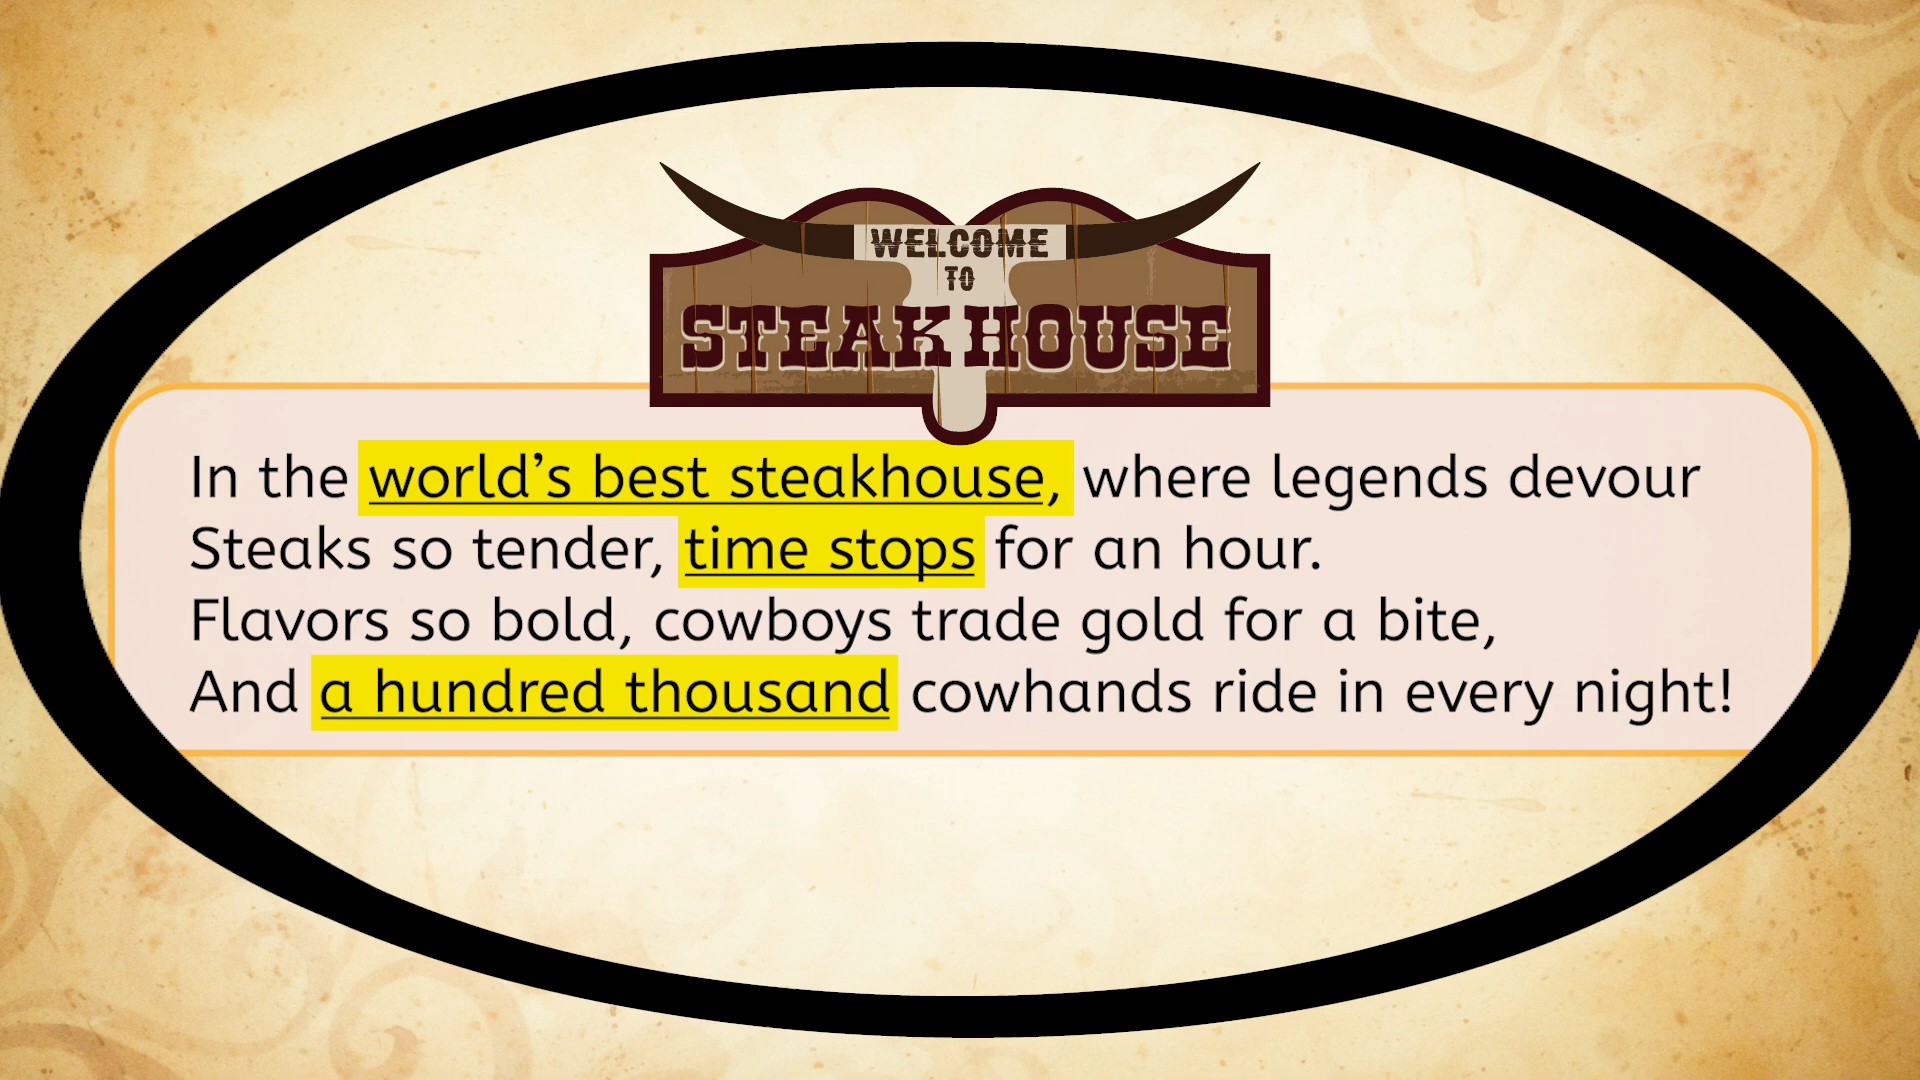 WELCOME
TO
STEAKHOUSE
In the world’s best steakhouse, where legends devour
Steaks so tender, time stops for an hour.
Flavors so bold, cowboys trade gold for a bite,
And a hundred thousand cowhands ride in every night!